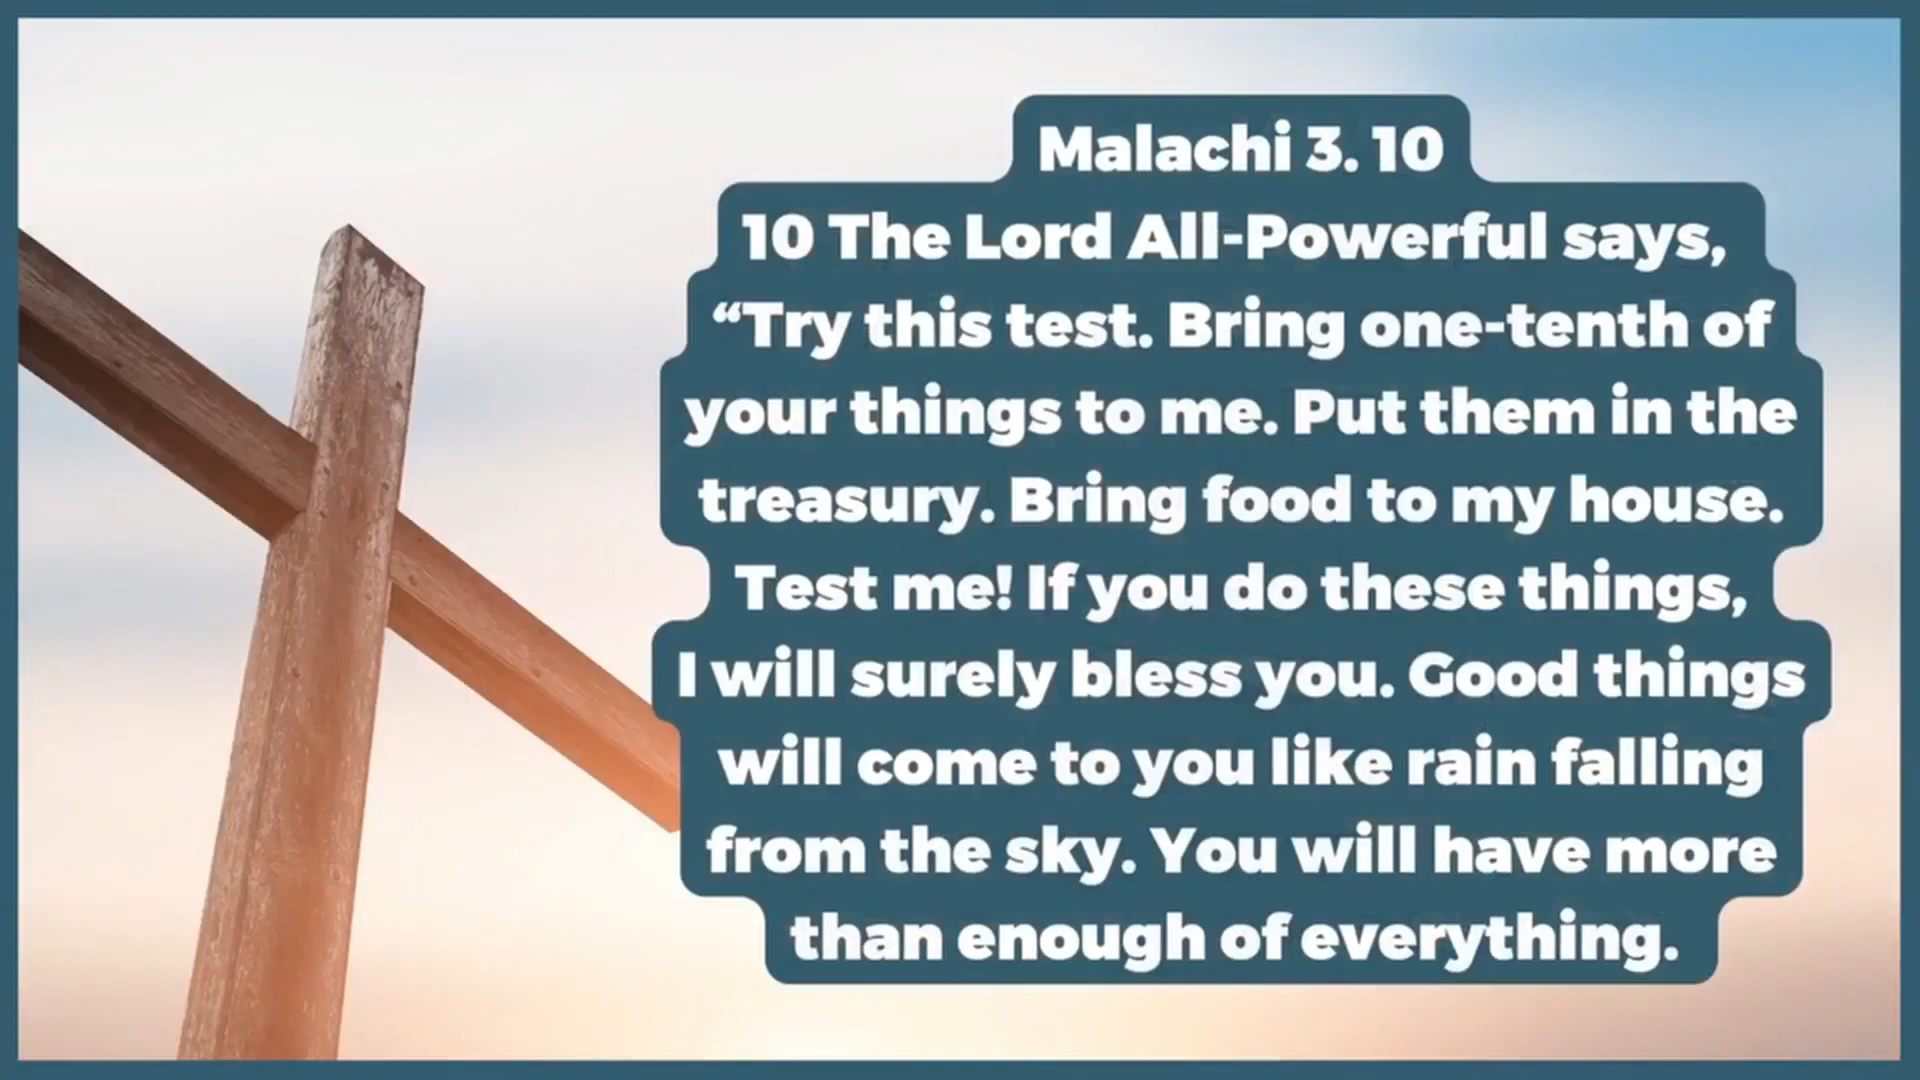 Malachi 3. 10
10 The Lord All-Powerful says,
“Try this test. Bring one-tenth of
your things to me. Put them in the
treasury. Bring food to my house.
Test me! If you do these things,
I will surely bless you. Good things
will come to you like rain falling
from the sky. You will have more
than enough of everything.